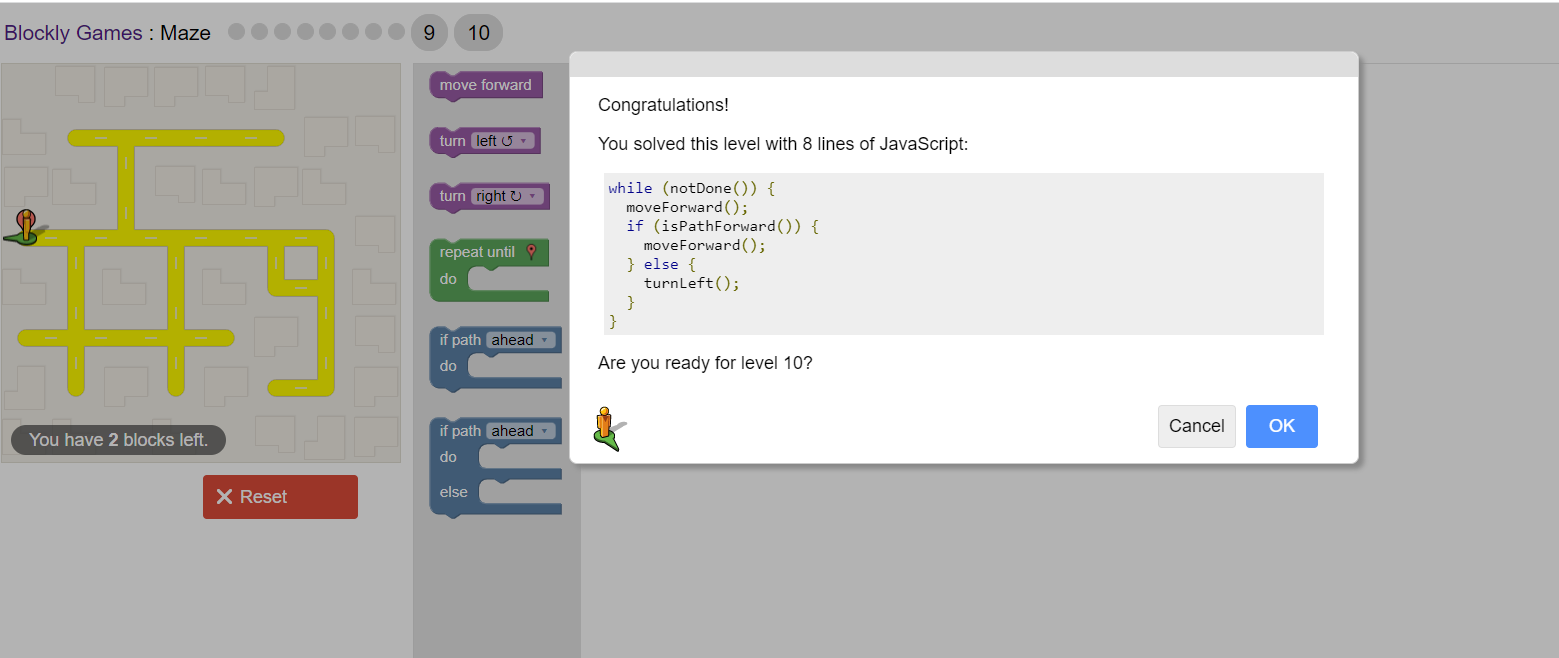 Blockly Games : Maze 9 10
move forward
turn left ↺ ▾
turn right ↻ ▾
repeat until
do
if path ahead ▾
do
if path ahead ▾
do
else
You have 2 blocks left.
Reset
Congratulations!
You solved this level with 8 lines of JavaScript:
while (notDone()) {
  moveForward();
  if (isPathForward()) {
    moveForward();
  } else {
    turnLeft();
  }
}
Are you ready for level 10?
Cancel OK